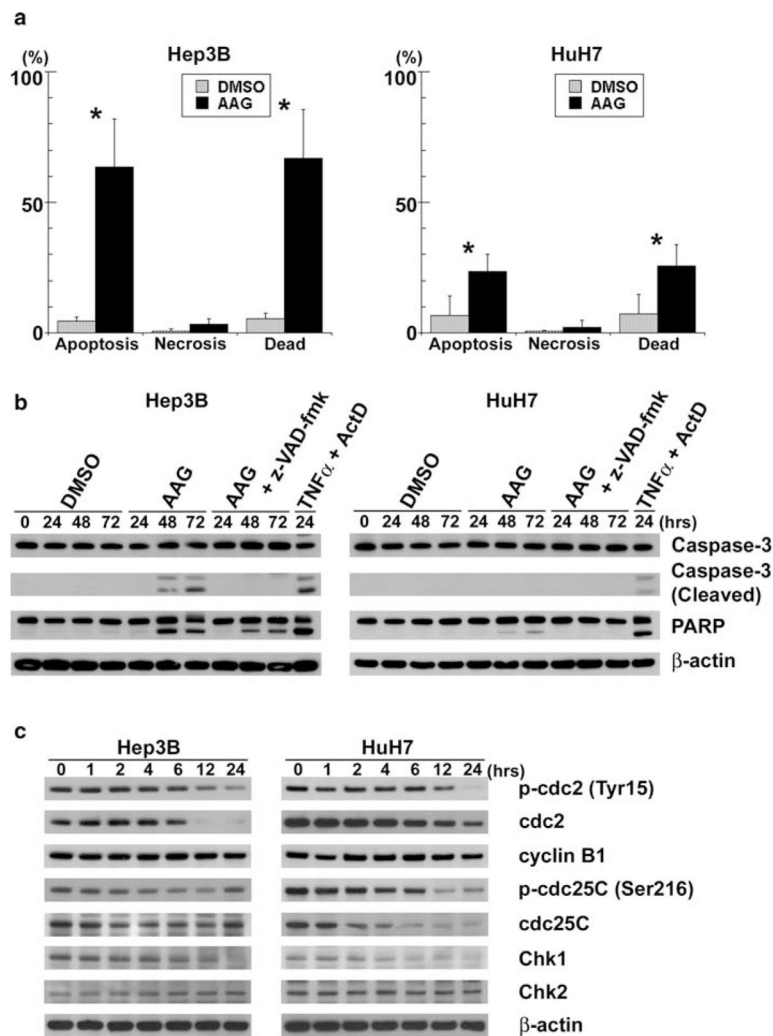 a
(%) Hep3B
100
DMSO
AAG
* *
50
0
Apoptosis Necrosis Dead
(%) HuH7
100
DMSO
AAG
* *
50
0
Apoptosis Necrosis Dead
b
Hep3B HuH7
DMSO AAG AAG + z-VAD-fmk TNFα + ActD DMSO AAG AAG + z-VAD-fmk TNFα + ActD
0 24 48 72 24 48 72 24 48 72 24 (hrs) 0 24 48 72 24 48 72 24 48 72 24 (hrs)
Caspase-3
Caspase-3
(Cleaved)
PARP
β-actin
c
Hep3B HuH7
0 1 2 4 6 12 24 0 1 2 4 6 12 24 (hrs)
p-cdc2 (Tyr15)
cdc2
cyclin B1
p-cdc25C (Ser216)
cdc25C
Chk1
Chk2
β-actin